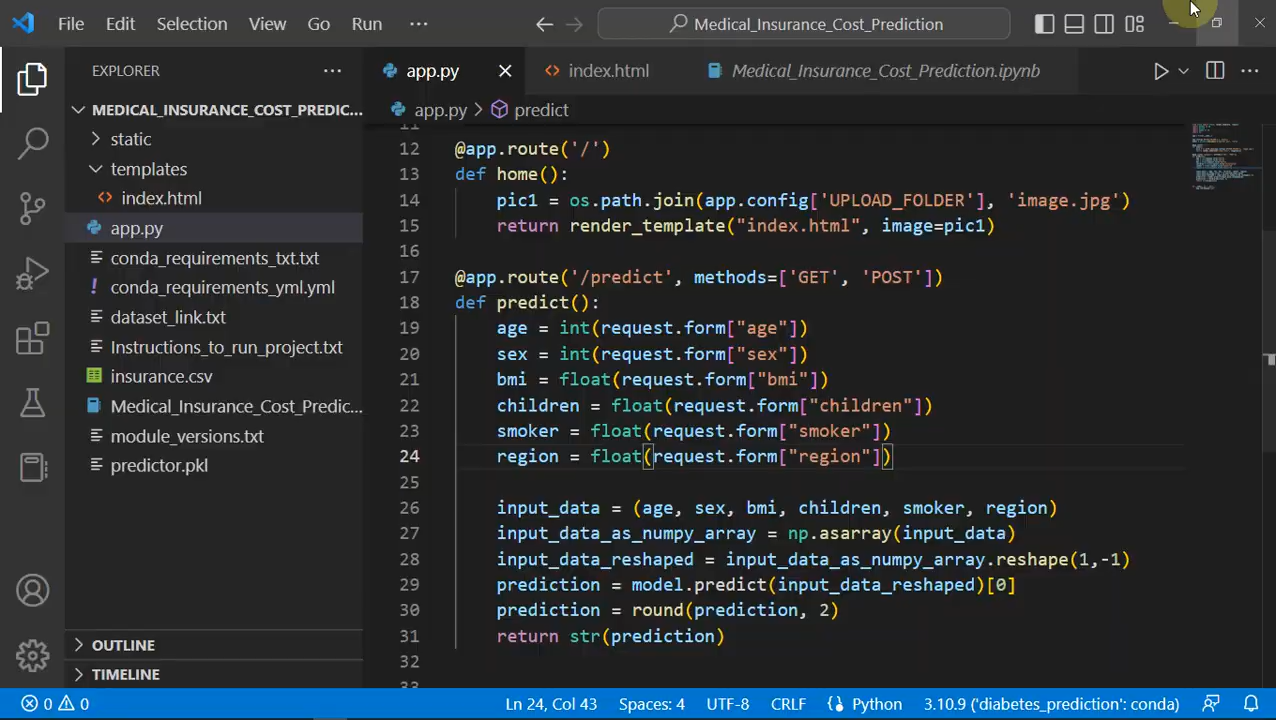 File Edit Selection View Go Run ··· Medical_Insurance_Cost_Prediction
EXPLORER ···
MEDICAL_INSURANCE_COST_PREDIC...
static
templates
index.html
app.py
conda_requirements_txt.txt
conda_requirements_yml.yml
dataset_link.txt
Instructions_to_run_project.txt
insurance.csv
Medical_Insurance_Cost_Predic...
module_versions.txt
predictor.pkl
OUTLINE
TIMELINE
app.py index.html Medical_Insurance_Cost_Prediction.ipynb
app.py > predict
11
12 @app.route('/')
13 def home():
14 pic1 = os.path.join(app.config['UPLOAD_FOLDER'], 'image.jpg')
15 return render_template("index.html", image=pic1)
16
17 @app.route('/predict', methods=['GET', 'POST'])
18 def predict():
19 age = int(request.form["age"])
20 sex = int(request.form["sex"])
21 bmi = float(request.form["bmi"])
22 children = float(request.form["children"])
23 smoker = float(request.form["smoker"])
24 region = float(request.form["region"])
25
26 input_data = (age, sex, bmi, children, smoker, region)
27 input_data_as_numpy_array = np.asarray(input_data)
28 input_data_reshaped = input_data_as_numpy_array.reshape(1,-1)
29 prediction = model.predict(input_data_reshaped)[0]
30 prediction = round(prediction, 2)
31 return str(prediction)
32
33
0 0 Ln 24, Col 43 Spaces: 4 UTF-8 CRLF Python 3.10.9 ('diabetes_prediction': conda)